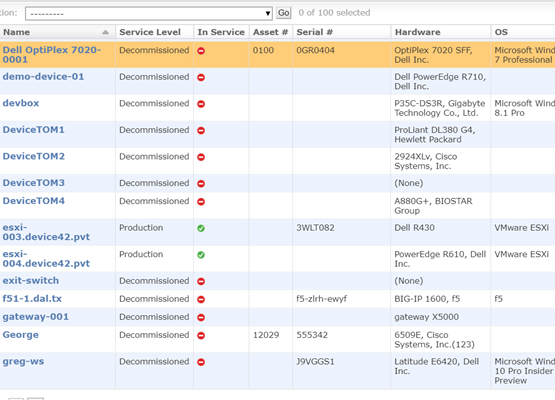 tion: --------- Go 0 of 100 selected
Name Service Level In Service Asset # Serial # Hardware OS
Dell OptiPlex 7020-0001 Decommissioned 0100 0GR0404 OptiPlex 7020 SFF, Dell Inc. Microsoft Wind 7 Professional
demo-device-01 Decommissioned Dell PowerEdge R710, Dell Inc.
devbox Decommissioned P35C-DS3R, Gigabyte Technology Co., Ltd. Microsoft Wind 8.1 Pro
DeviceTOM1 Decommissioned ProLiant DL380 G4, Hewlett Packard
DeviceTOM2 Decommissioned 2924XLv, Cisco Systems, Inc.
DeviceTOM3 Decommissioned (None)
DeviceTOM4 Decommissioned A880G+, BIOSTAR Group
esxi-003.device42.pvt Production 3WLT082 Dell R430 VMware ESXi
esxi-004.device42.pvt Production PowerEdge R610, Dell Inc. VMware ESXi
exit-switch Decommissioned (None)
f51-1.dal.tx Decommissioned f5-zlrh-ewyf BIG-IP 1600, f5 f5
gateway-001 Decommissioned gateway X5000
George Decommissioned 12029 555342 6509E, Cisco Systems, Inc.(123)
greg-ws Decommissioned J9VGGS1 Latitude E6420, Dell Inc. Microsoft Wind 10 Pro Insider Preview